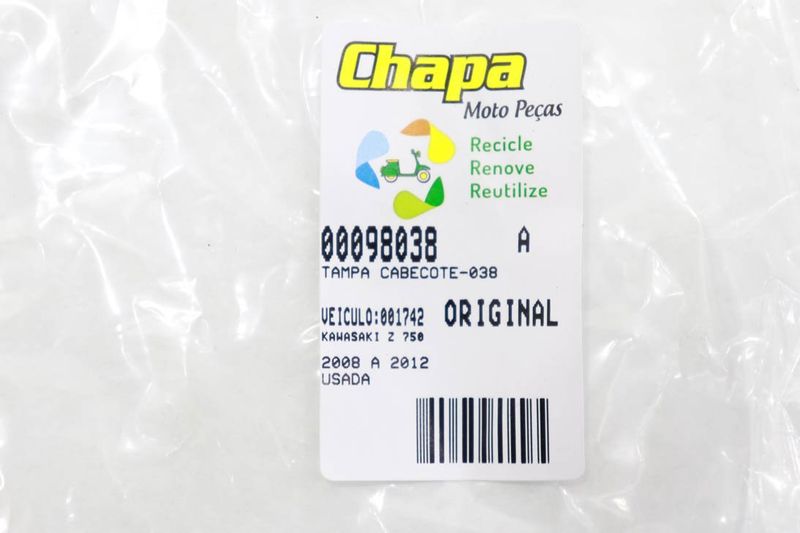 Chapa
Moto Peças
Recicle
Renove
Reutilize
00098038 A
TAMPA CABECOTE-038
VEICULO:001742 ORIGINAL
KAWASAKI Z 750
2008 A 2012
USADA